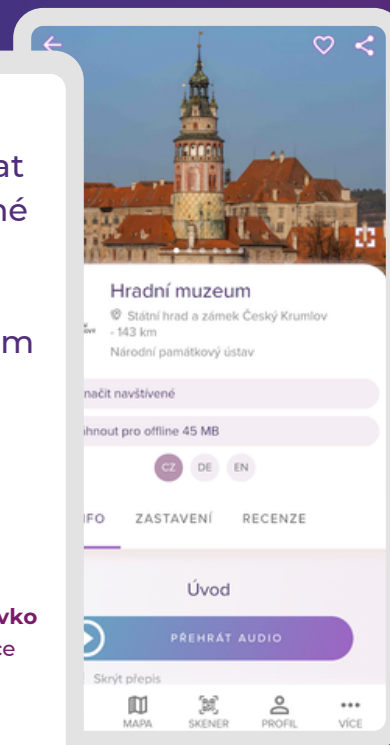 at
né
m
vko
ce
Hradní muzeum
Státní hrad a zámek Český Krumlov
- 143 km
Národní památkový ústav
načit navštívené
áhnout pro offline 45 MB
CZ DE EN
FO ZASTAVENÍ RECENZE
Úvod
PŘEHRÁT AUDIO
Skrýt přepis
MAPA SKENER PROFIL VÍCE